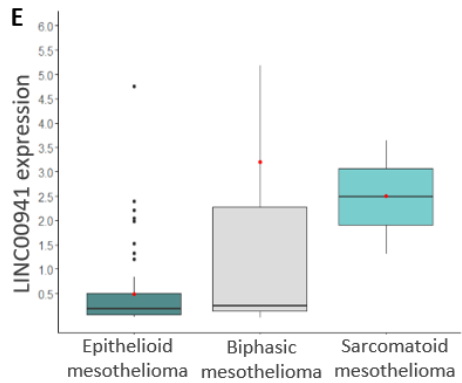 E
LINC00941 expression
6.0
5.5
5.0
4.5
4.0
3.5
3.0
2.5
2.0
1.5
1.0
0.5
Epithelioid
mesothelioma
Biphasic
mesothelioma
Sarcomatoid
mesothelioma